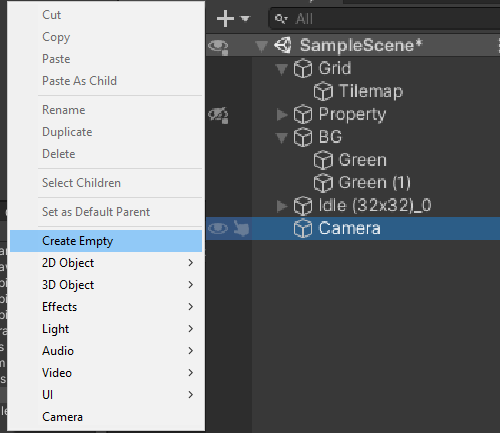 Cut
Copy
Paste
Paste As Child
Rename
Duplicate
Delete
Select Children
Set as Default Parent
Create Empty
2D Object
3D Object
Effects
Light
Audio
Video
UI
Camera
All
SampleScene*
Grid
Tilemap
Property
BG
Green
Green (1)
Idle (32x32)_0
Camera